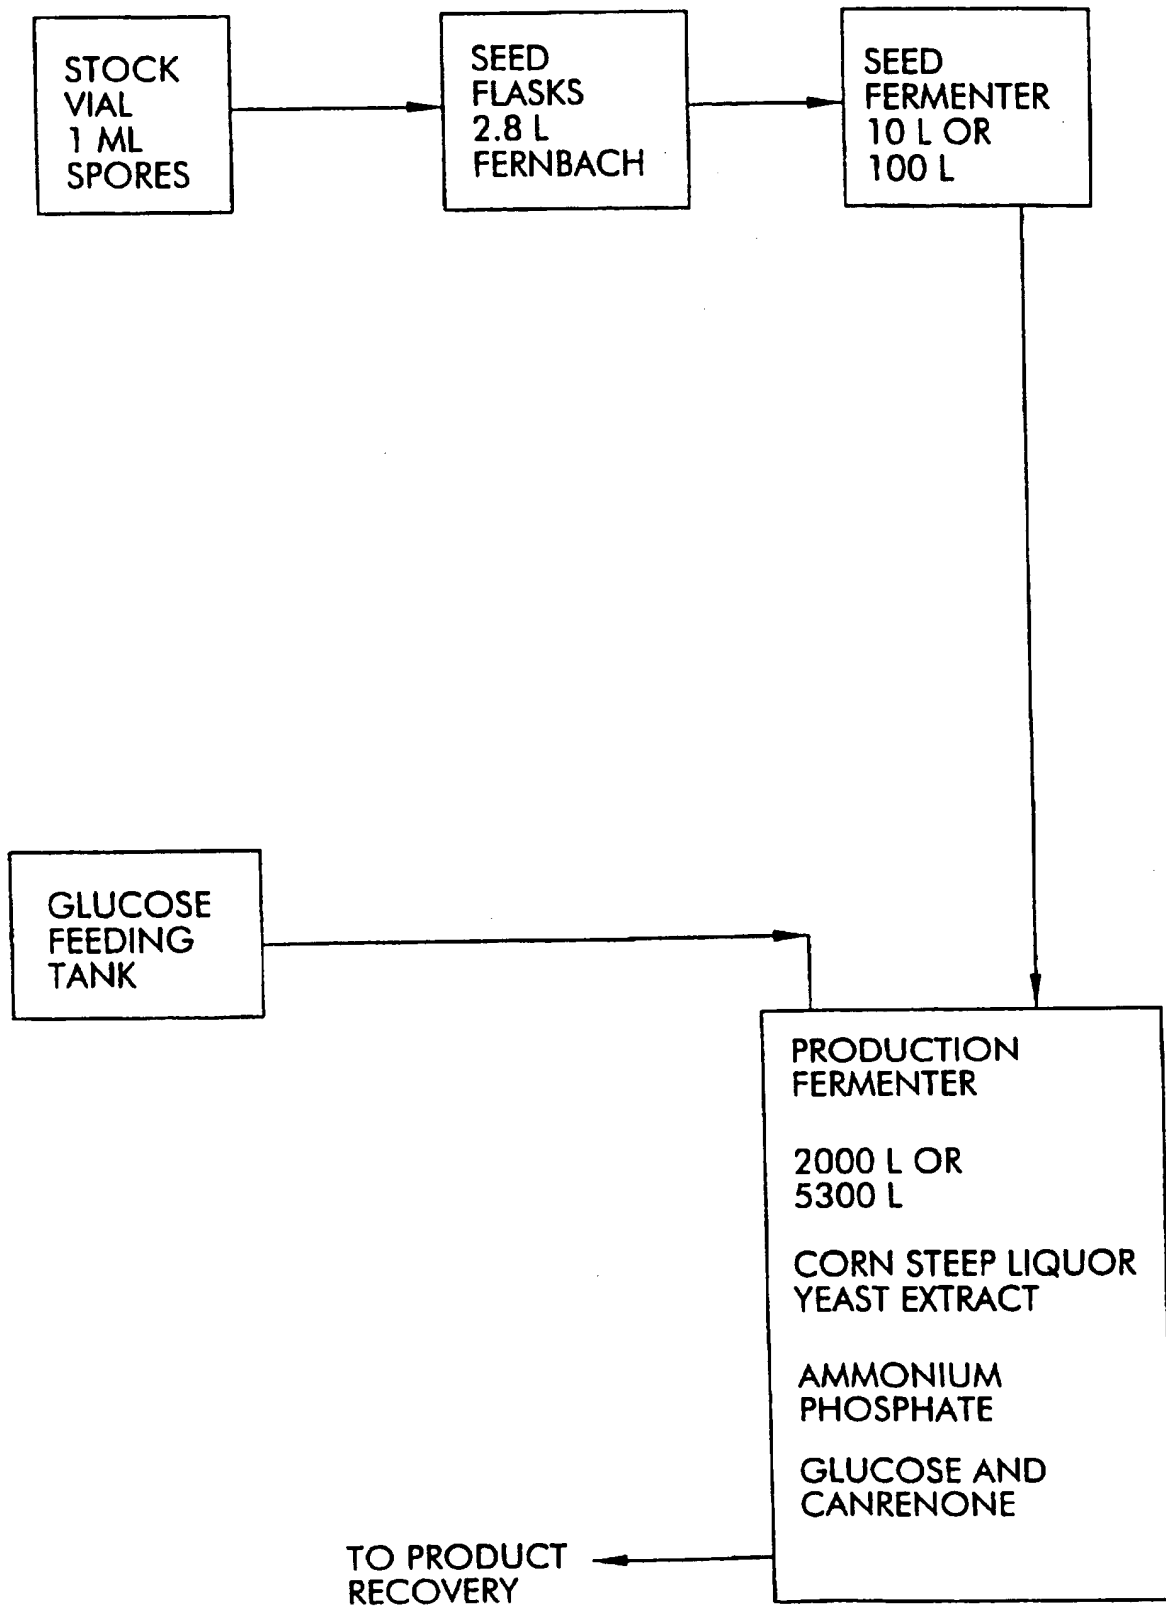 STOCK
VIAL
1 ML
SPORES
SEED
FLASKS
2.8 L
FERNBACH
SEED
FERMENTER
10 L OR
100 L
GLUCOSE
FEEDING
TANK
PRODUCTION
FERMENTER
2000 L OR
5300 L
CORN STEEP LIQUOR
YEAST EXTRACT
AMMONIUM
PHOSPHATE
GLUCOSE AND
CANRENONE
TO PRODUCT
RECOVERY